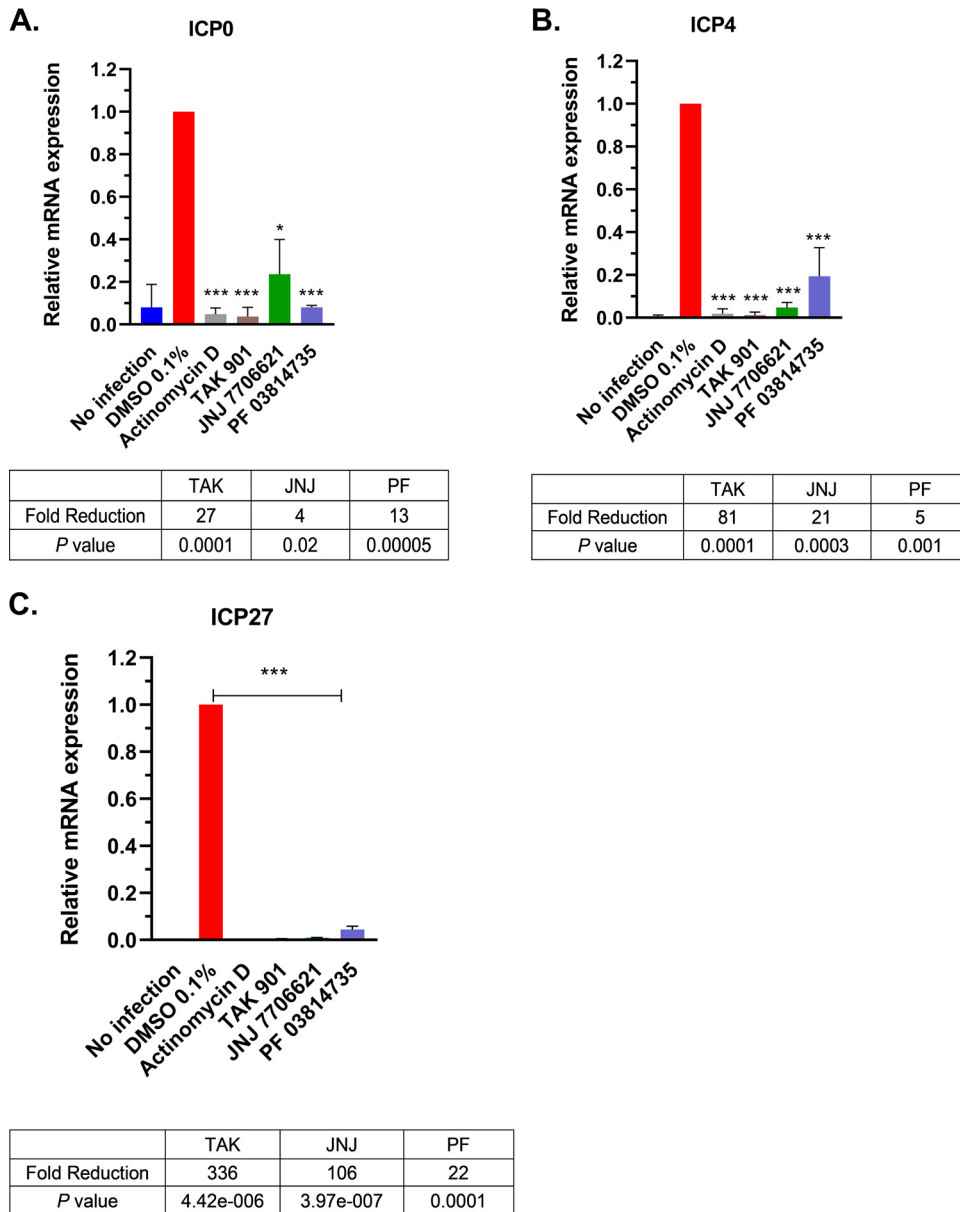 A.
ICP0
Relative mRNA expression
1.2
1.0
0.8
0.6
0.4
0.2
0.0
*
*** *** ***
No infection
DMSO 0.1%
Actinomycin D
TAK 901
JNJ 7706621
PF 03814735
TAK JNJ PF
Fold Reduction 27 4 13
P value 0.0001 0.02 0.00005
B.
ICP4
Relative mRNA expression
1.2
1.0
0.8
0.6
0.4
0.2
0.0
*** *** *** ***
No infection
DMSO 0.1%
Actinomycin D
TAK 901
JNJ 7706621
PF 03814735
TAK JNJ PF
Fold Reduction 81 21 5
P value 0.0001 0.0003 0.001
C.
ICP27
Relative mRNA expression
1.2
1.0
0.8
0.6
0.4
0.2
0.0
***
No infection
DMSO 0.1%
Actinomycin D
TAK 901
JNJ 7706621
PF 03814735
TAK JNJ PF
Fold Reduction 336 106 22
P value 4.42e-006 3.97e-007 0.0001